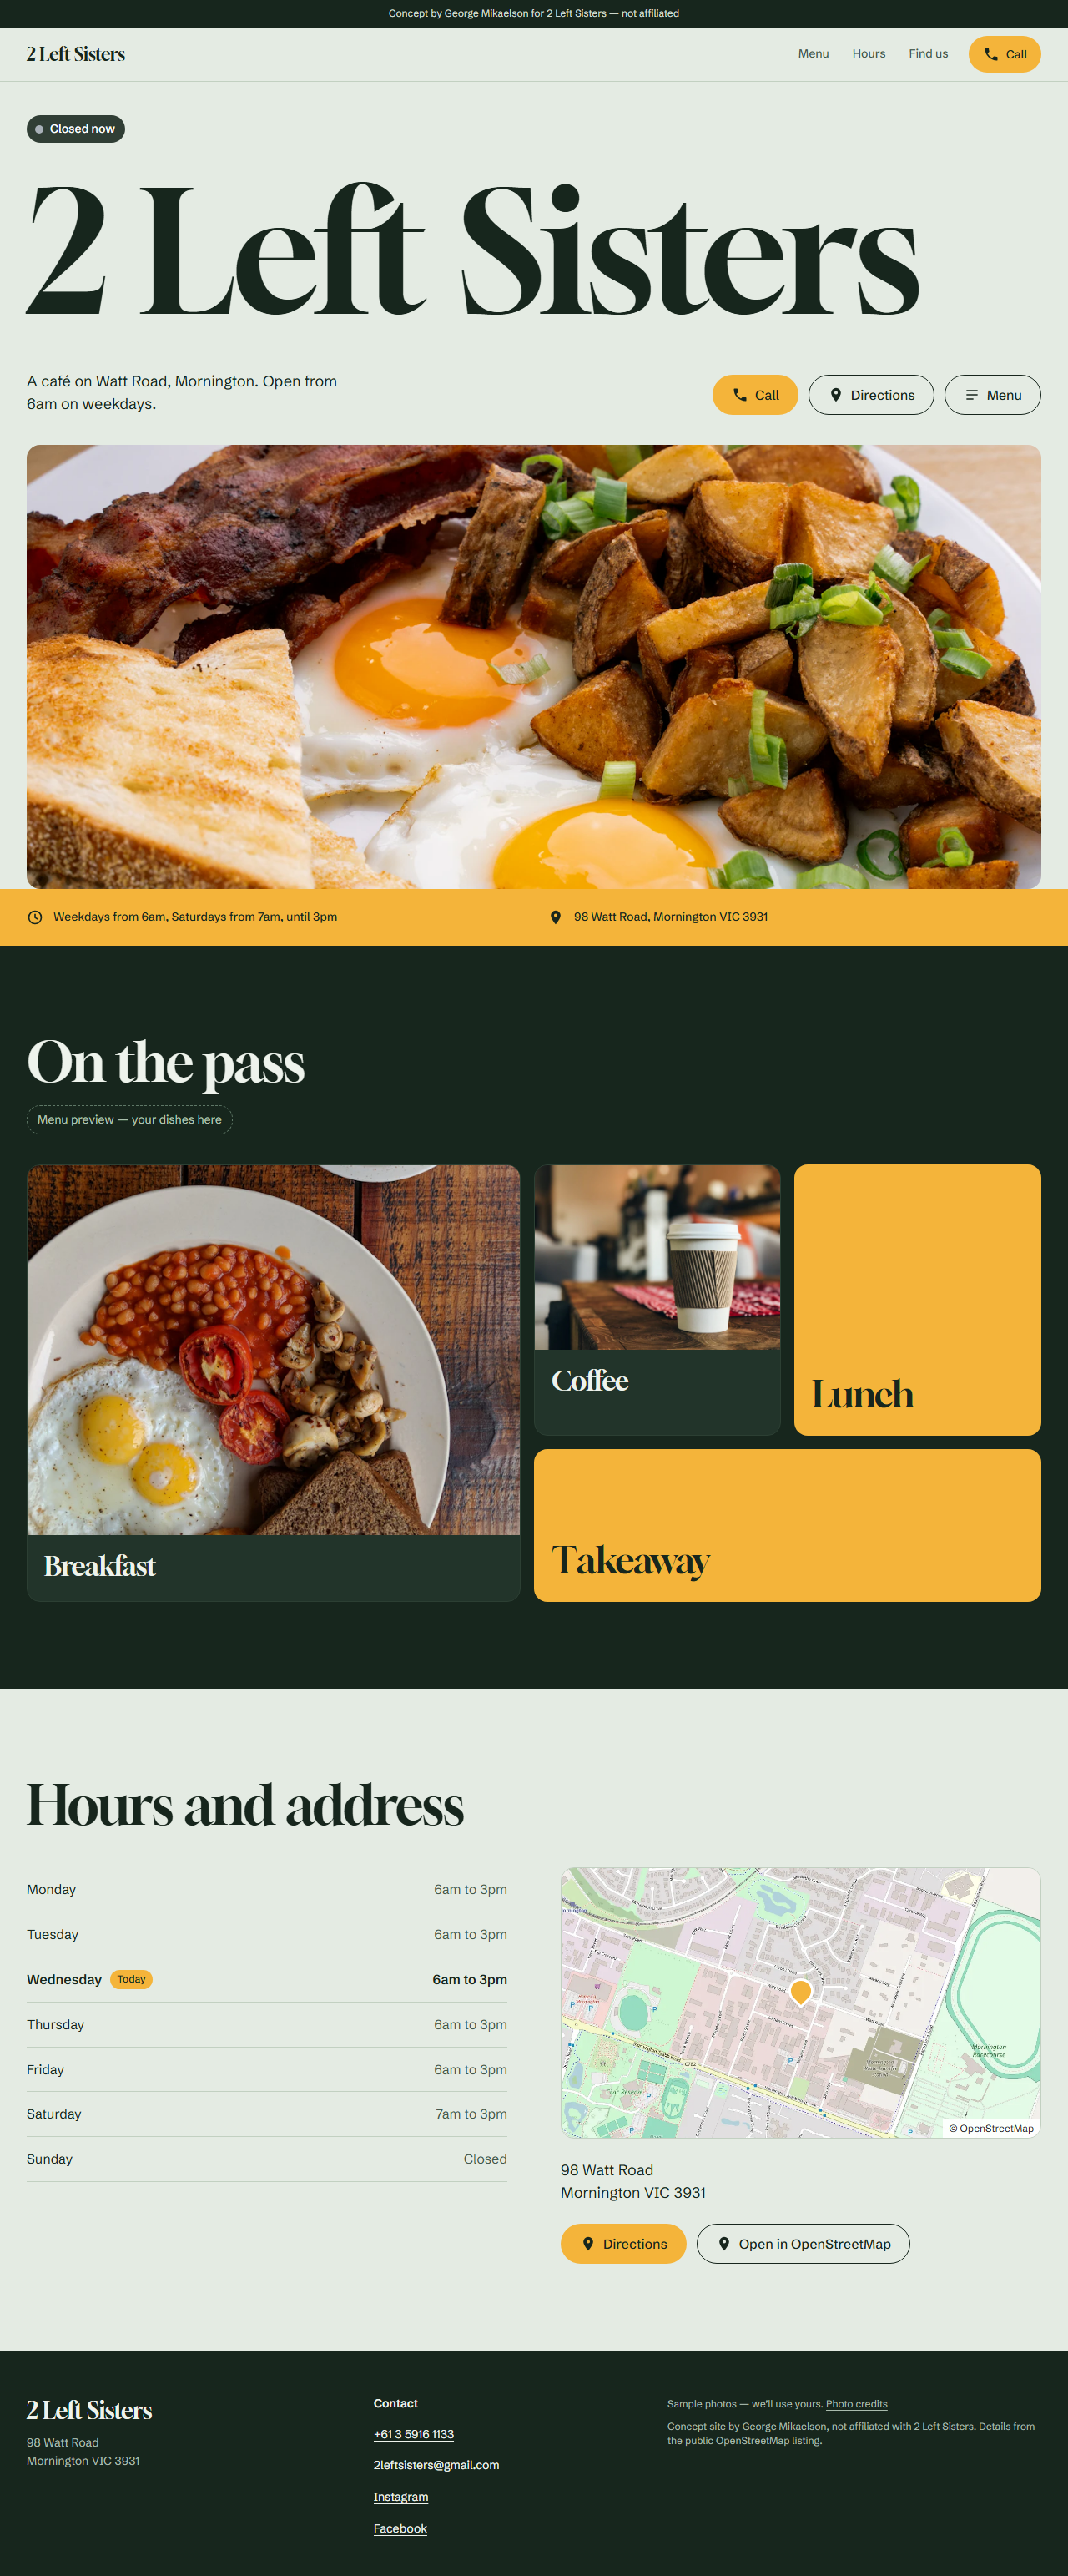 Concept by George Mikaelson for 2 Left Sisters — not affiliated
2 Left Sisters
Menu
Hours
Find us
Call
Closed now
2 Left Sisters
A café on Watt Road, Mornington. Open from
6am on weekdays.
Call
Directions
Menu
Weekdays from 6am, Saturdays from 7am, until 3pm
98 Watt Road, Mornington VIC 3931
On the pass
Menu preview — your dishes here
Breakfast
Coffee
Lunch
Takeaway
Hours and address
Monday 6am to 3pm
Tuesday 6am to 3pm
Wednesday Today 6am to 3pm
Thursday 6am to 3pm
Friday 6am to 3pm
Saturday 7am to 3pm
Sunday Closed
© OpenStreetMap
98 Watt Road
Mornington VIC 3931
Directions
Open in OpenStreetMap
2 Left Sisters
98 Watt Road
Mornington VIC 3931
Contact
+61 3 5916 1133
2leftsisters@gmail.com
Instagram
Facebook
Sample photos — we'll use yours. Photo credits
Concept site by George Mikaelson, not affiliated with 2 Left Sisters. Details from
the public OpenStreetMap listing.